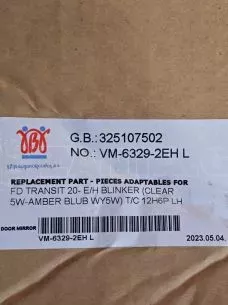 G.B.:325107502
NO.: VM-6329-2EH L
REPLACEMENT PART - PIECES ADAPTABLES FOR
FD TRANSIT 20- E/H BLINKER (CLEAR
5W-AMBER BLUB WY5W) T/C 12H6P LH
DOOR MIRROR
VM-6329-2EH L
2023.05.04.